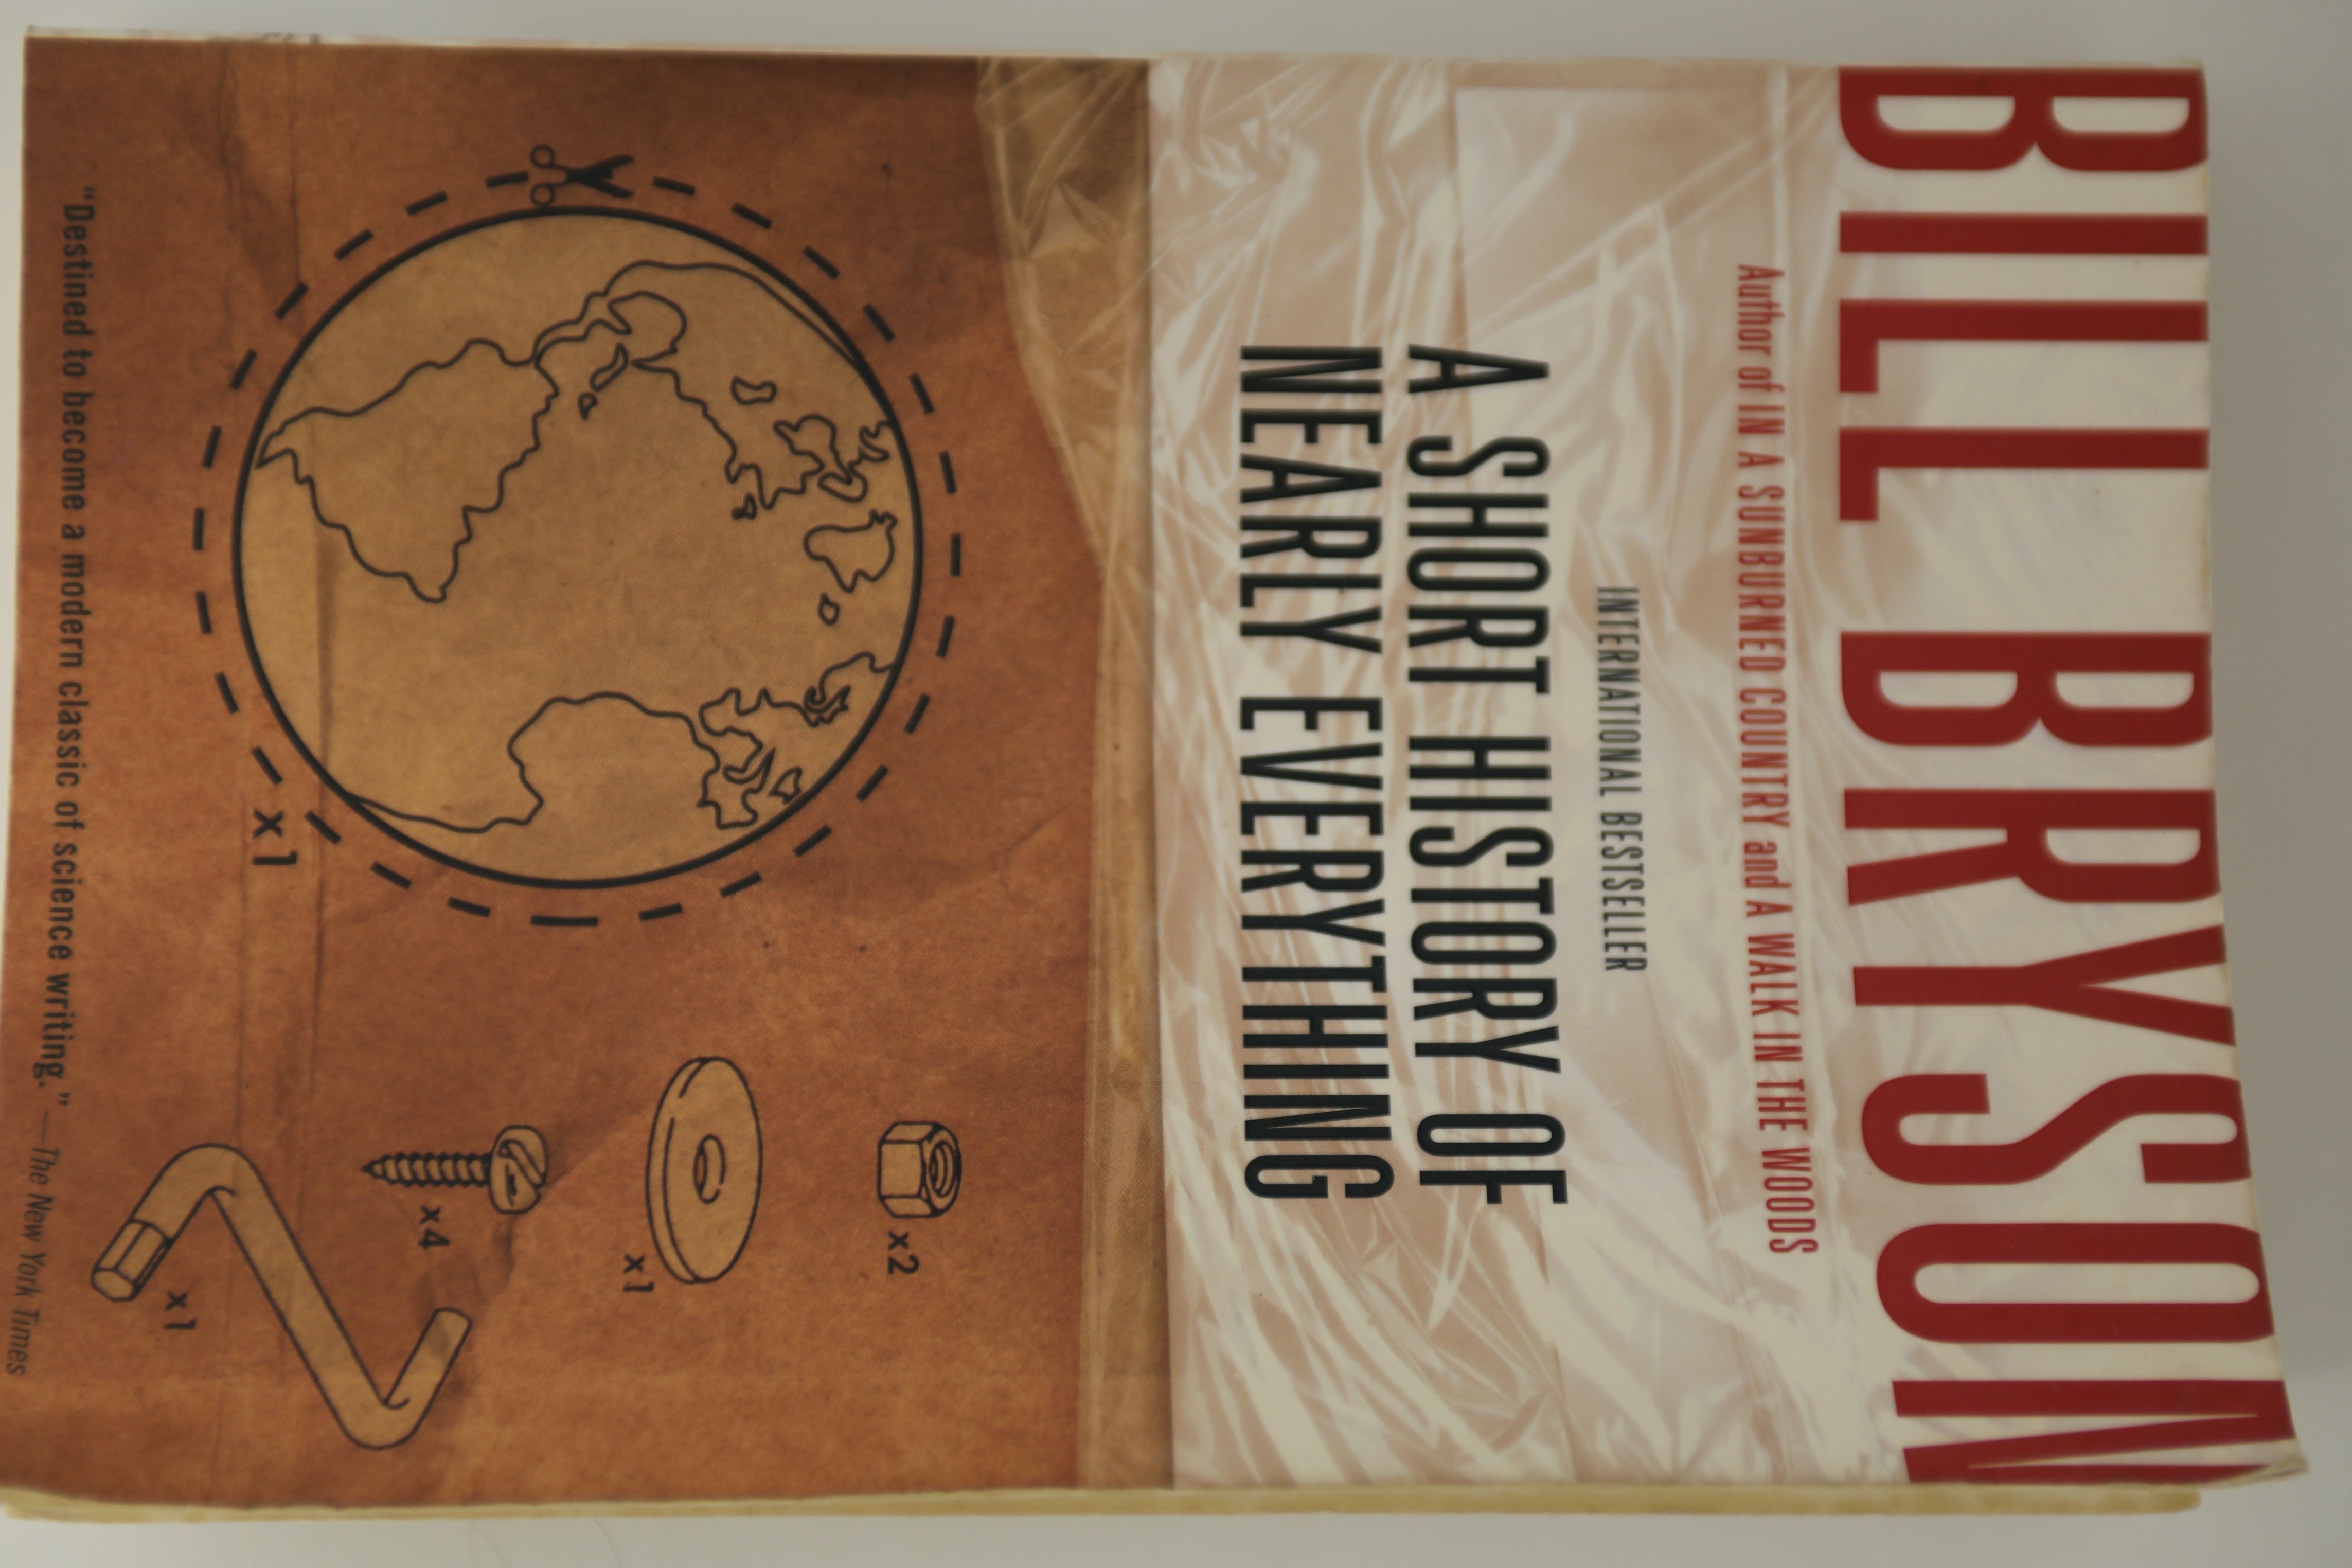 BILL BRYSON
Author of IN A SUNBURNED COUNTRY and A WALK IN THE WOODS
INTERNATIONAL BESTSELLER
A SHORT HISTORY OF
NEARLY EVERYTHING
x2
x1
x4
x1
x1
“Destined to become a modern classic of science writing.” —The New York Times